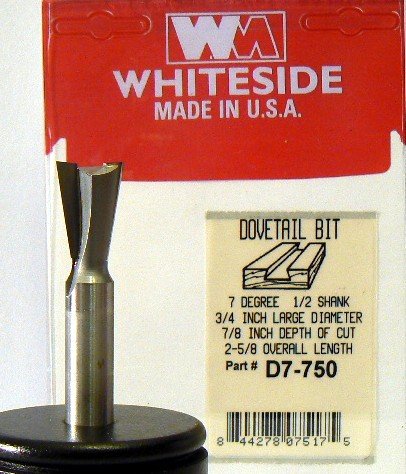 WM
WHITESIDE
MADE IN U.S.A.
DOVETAIL BIT
7 DEGREE 1/2 SHANK
3/4 INCH LARGE DIAMETER
7/8 INCH DEPTH OF CUT
2-5/8 OVERALL LENGTH
Part # D7-750
8 44278 07517 5